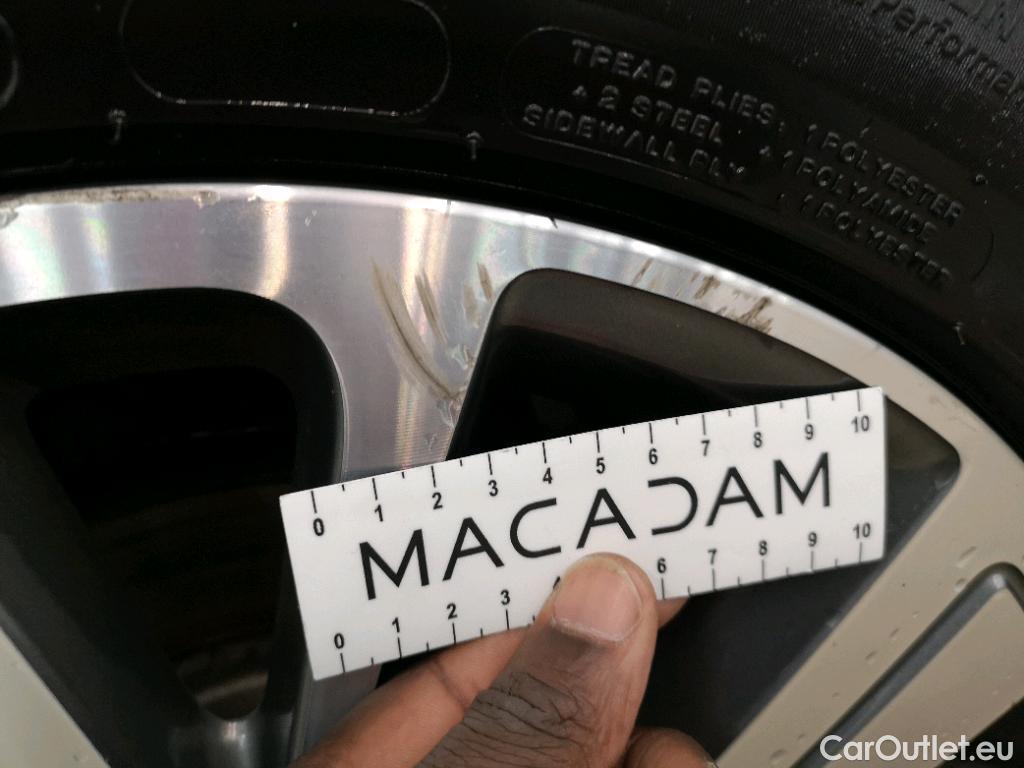 TREAD PLIES: 1 POLYESTER
+ 2 STEEL + 1 POLYAMIDE
SIDEWALL PLY : 1 POLYESTER
0 1 2 3 4 5 6 7 8 9 10
MACADAM
0 1 2 3 6 7 8 9 10
CarOutlet.eu